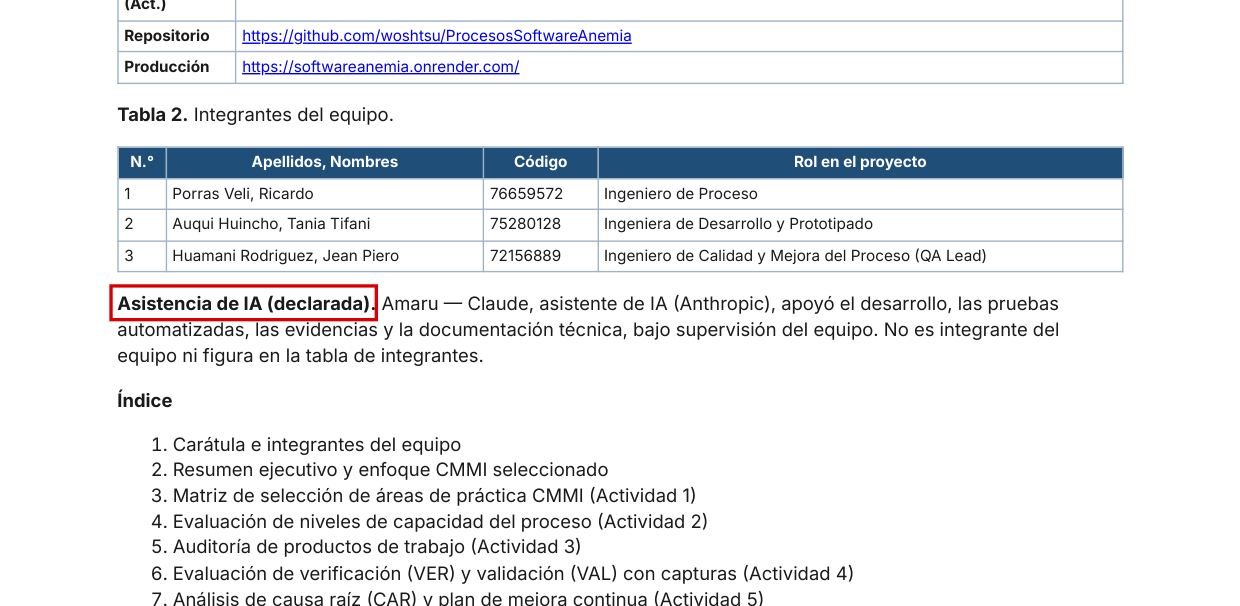 (Act.)
Repositorio https://github.com/woshtsu/ProcesosSoftwareAnemia
Producción https://softwareanemia.onrender.com/
Tabla 2. Integrantes del equipo.
N.° Apellidos, Nombres Código Rol en el proyecto
1 Porras Veli, Ricardo 76659572 Ingeniero de Proceso
2 Auqui Huincho, Tania Tifani 75280128 Ingeniera de Desarrollo y Prototipado
3 Huamani Rodriguez, Jean Piero 72156889 Ingeniero de Calidad y Mejora del Proceso (QA Lead)
Asistencia de IA (declarada). Amaru — Claude, asistente de IA (Anthropic), apoyó el desarrollo, las pruebas
automatizadas, las evidencias y la documentación técnica, bajo supervisión del equipo. No es integrante del
equipo ni figura en la tabla de integrantes.
Índice
1. Carátula e integrantes del equipo
2. Resumen ejecutivo y enfoque CMMI seleccionado
3. Matriz de selección de áreas de práctica CMMI (Actividad 1)
4. Evaluación de niveles de capacidad del proceso (Actividad 2)
5. Auditoría de productos de trabajo (Actividad 3)
6. Evaluación de verificación (VER) y validación (VAL) con capturas (Actividad 4)
7. Análisis de causa raíz (CAR) y plan de mejora continua (Actividad 5)